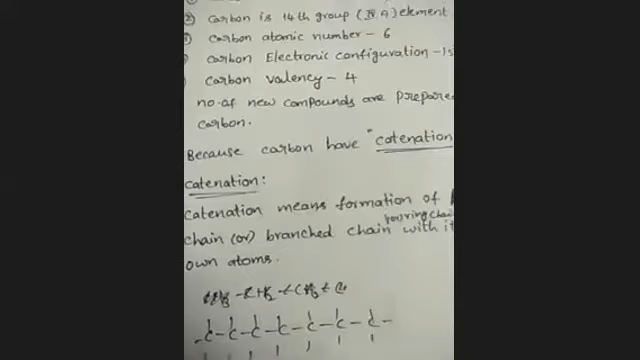 ② carbon is 14th group (IV A) element
carbon atomic number - 6
carbon Electronic configuration - 1s
carbon valency - 4
no. of new compounds are prepare
carbon.
Because carbon have "catenation
catenation:
catenation means formation of
chain (or) branched chain with it
own atoms.
- C - C - C - C - C - C - C -